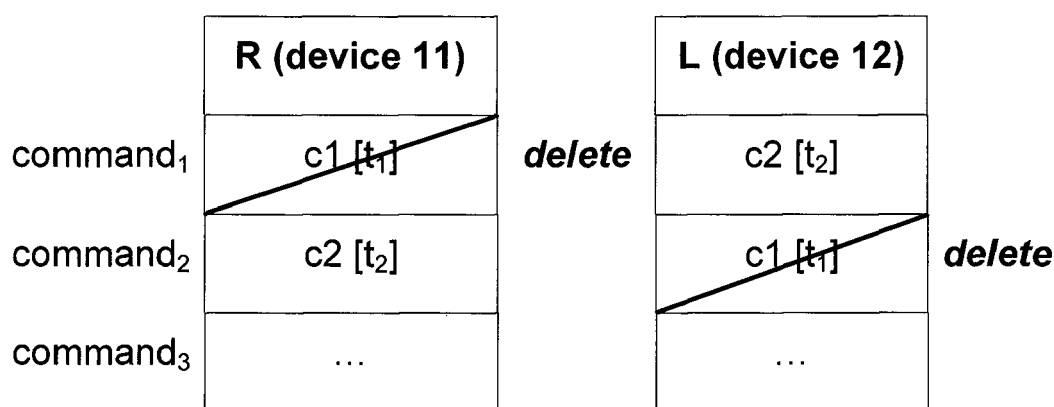 R (device 11) L (device 12)
command₁ c1 [t₁] delete c2 [t₂]
command₂ c2 [t₂] c1 [t₁] delete
command₃ ... ...